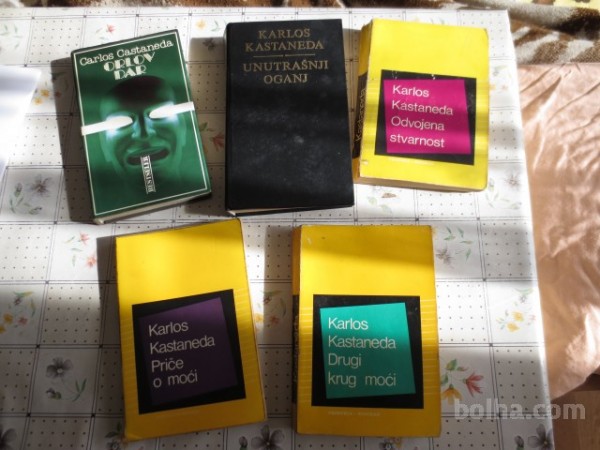 Carlos Castaneda
ORLOV
DAR
KARLOS
KASTANEDA
UNUTRAŠNJI
OGANJ
Karlos
Kastaneda
Odvojena
stvarnost
Karlos
Kastaneda
Priče
o moći
Karlos
Kastaneda
Drugi
krug moći
bolha.com